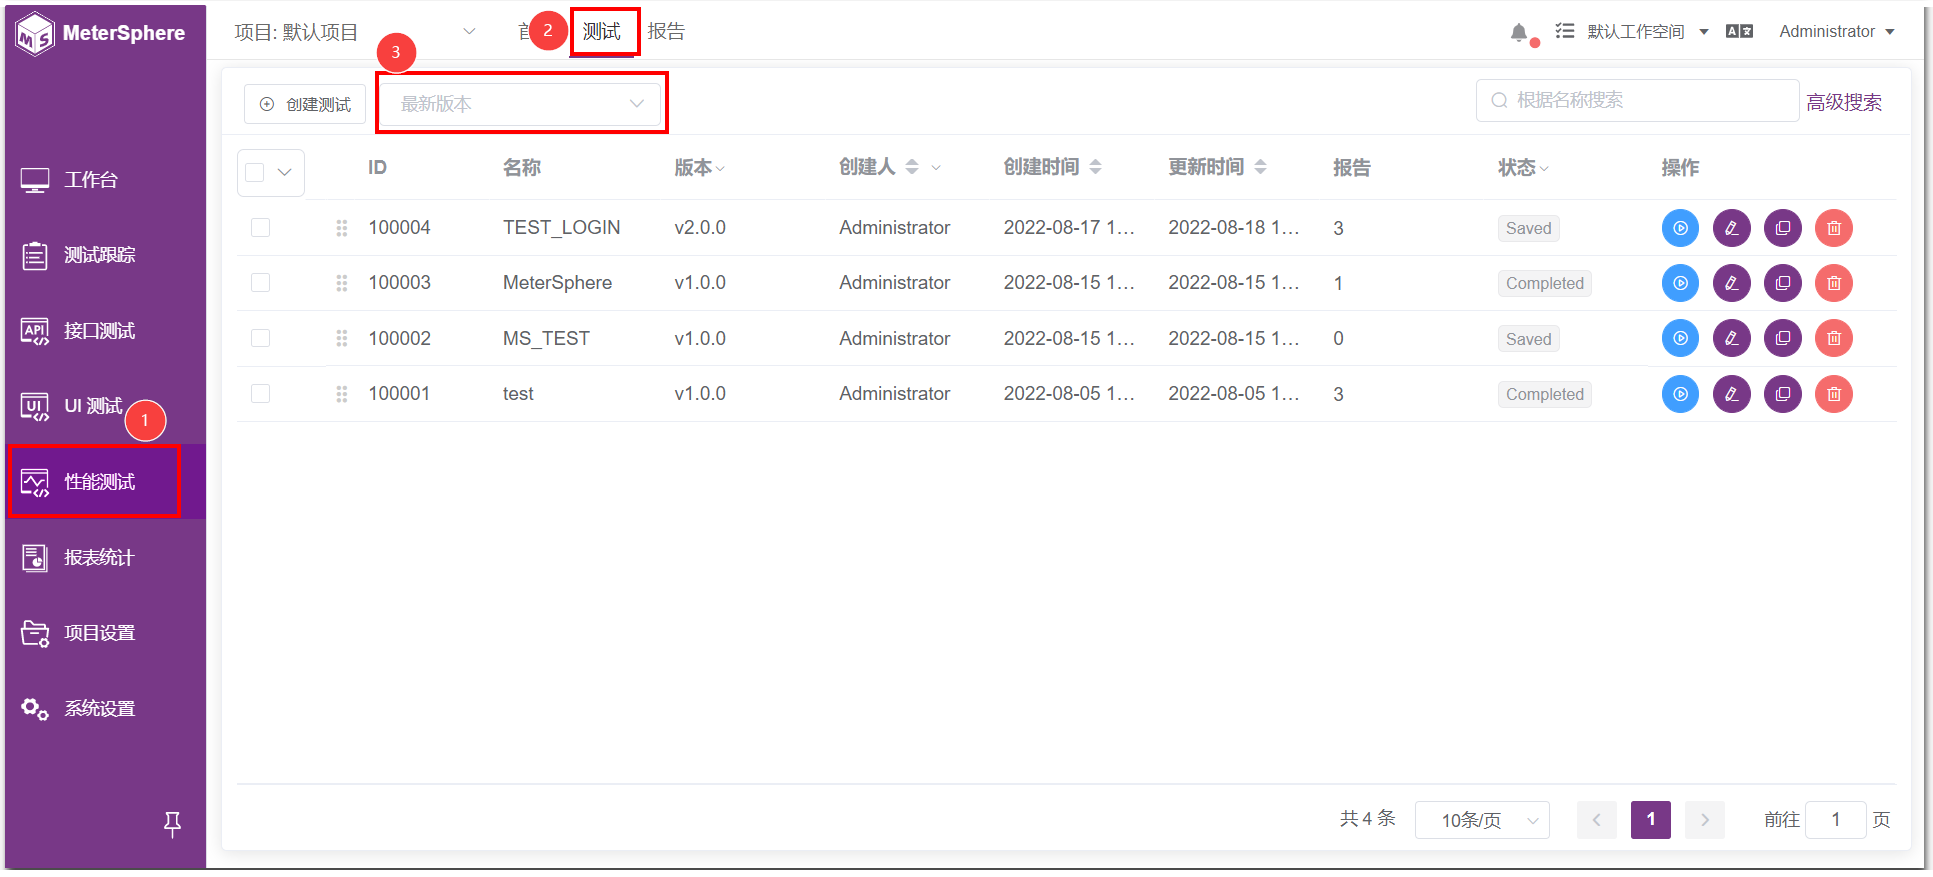 MeterSphere
项目: 默认项目
测试
报告
默认工作空间
Administrator
1
2
3
工作台
测试跟踪
接口测试
UI 测试
性能测试
报表统计
项目设置
系统设置
创建测试
最新版本
根据名称搜索
高级搜索
ID 名称 版本 创建人 创建时间 更新时间 报告 状态 操作
100004 TEST_LOGIN v2.0.0 Administrator 2022-08-17 1... 2022-08-18 1... 3 Saved
100003 MeterSphere v1.0.0 Administrator 2022-08-15 1... 2022-08-15 1... 1 Completed
100002 MS_TEST v1.0.0 Administrator 2022-08-15 1... 2022-08-15 1... 0 Saved
100001 test v1.0.0 Administrator 2022-08-05 1... 2022-08-05 1... 3 Completed
共 4 条 10条/页 1 前往 1 页